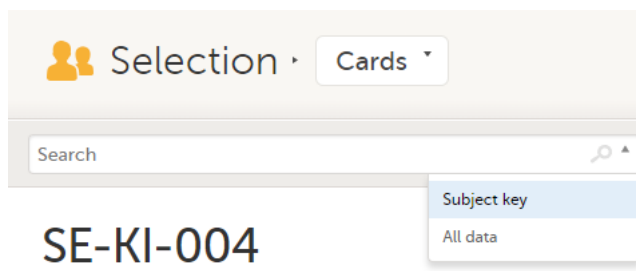 Selection Cards
Search
Subject key
All data
SE-KI-004